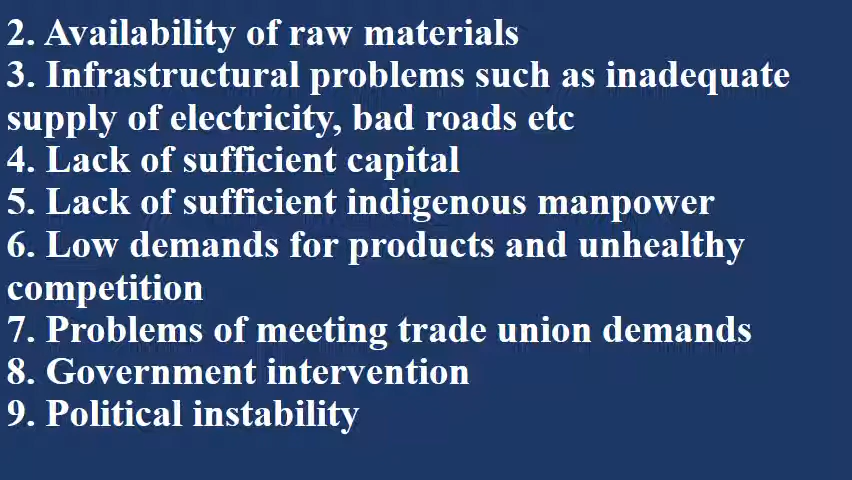 2. Availability of raw materials
3. Infrastructural problems such as inadequate
supply of electricity, bad roads etc
4. Lack of sufficient capital
5. Lack of sufficient indigenous manpower
6. Low demands for products and unhealthy
competition
7. Problems of meeting trade union demands
8. Government intervention
9. Political instability